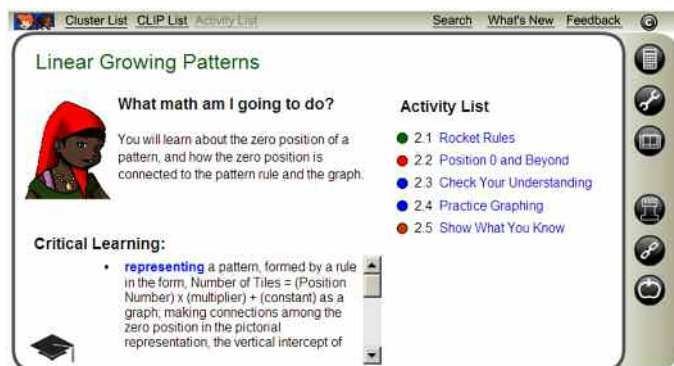 Cluster List CLIP List Activity List Search What's New Feedback
Linear Growing Patterns
What math am I going to do?
You will learn about the zero position of a
pattern, and how the zero position is
connected to the pattern rule and the graph.
Activity List
2.1 Rocket Rules
2.2 Position 0 and Beyond
2.3 Check Your Understanding
2.4 Practice Graphing
2.5 Show What You Know
Critical Learning:
• representing a pattern, formed by a rule
in the form, Number of Tiles = (Position
Number) x (multiplier) + (constant) as a
graph; making connections among the
zero position in the pictorial
representation, the vertical intercept of